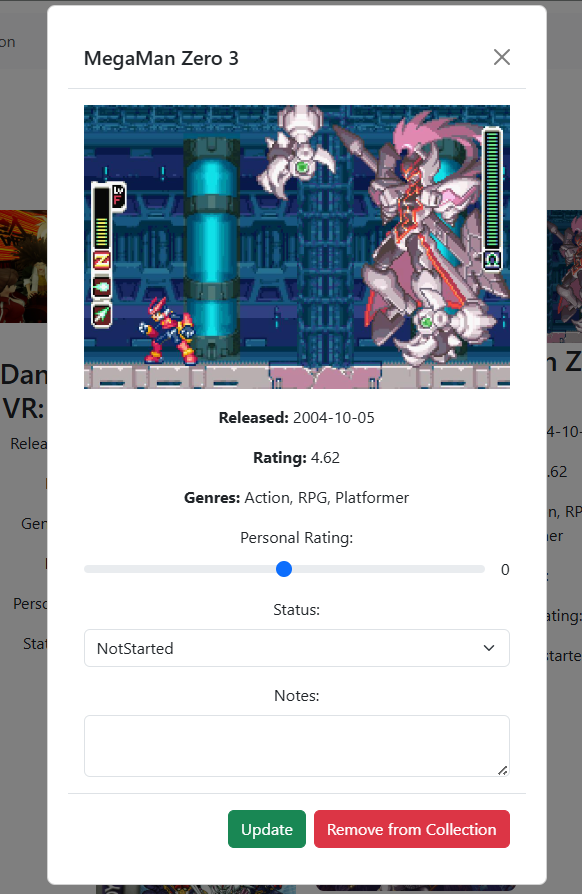 on
MegaMan Zero 3
Lv
F
Z
Ω
Dan
VR:
n Z
Released: 2004-10-05
4-10-
Relea
Rating: 4.62
.62
Genres: Action, RPG, Platformer
n, RP
Gen
er
Personal Rating:
0
:
Status:
Perso
ating:
NotStarted
Stat
starte
Notes:
Update
Remove from Collection